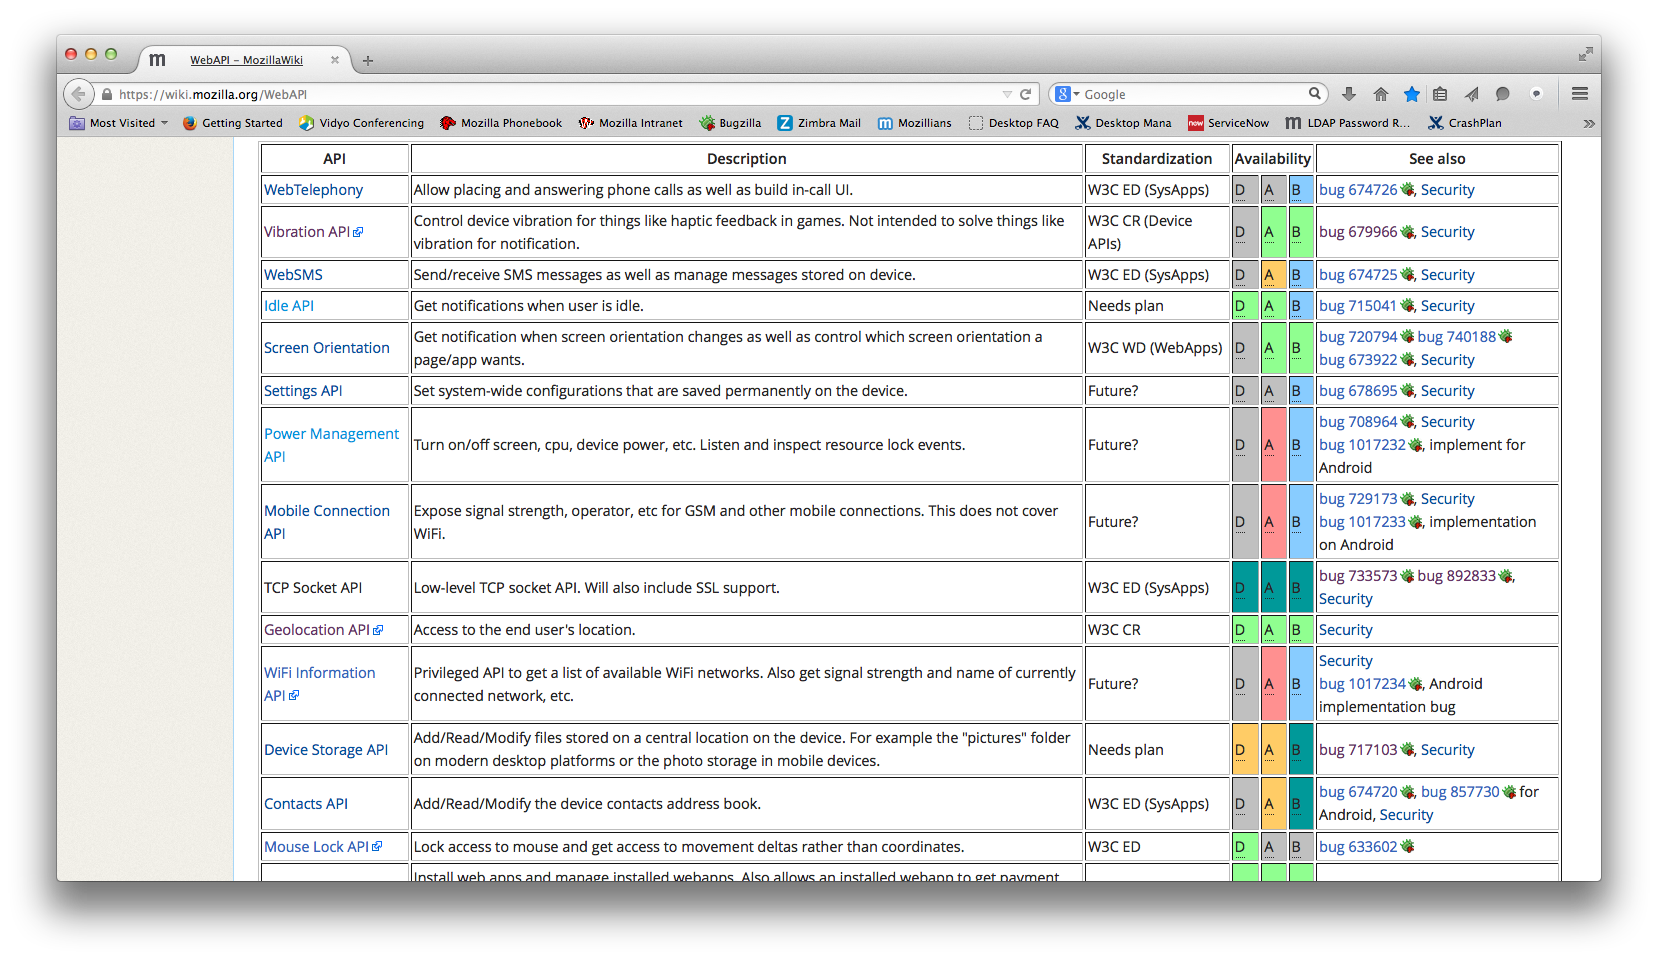 WebAPI – MozillaWiki
https://wiki.mozilla.org/WebAPI
Google
Most Visited Getting Started Vidyo Conferencing Mozilla Phonebook Mozilla Intranet Bugzilla Zimbra Mail Mozillians Desktop FAQ Desktop Mana ServiceNow LDAP Password R... CrashPlan
API Description Standardization Availability See also
WebTelephony Allow placing and answering phone calls as well as build in-call UI. W3C ED (SysApps) D A B bug 674726, Security
Vibration API Control device vibration for things like haptic feedback in games. Not intended to solve things like
vibration for notification. W3C CR (Device
APIs) D A B bug 679966, Security
WebSMS Send/receive SMS messages as well as manage messages stored on device. W3C ED (SysApps) D A B bug 674725, Security
Idle API Get notifications when user is idle. Needs plan D A B bug 715041, Security
Screen Orientation Get notification when screen orientation changes as well as control which screen orientation a
page/app wants. W3C WD (WebApps) D A B bug 720794 bug 740188
bug 673922, Security
Settings API Set system-wide configurations that are saved permanently on the device. Future? D A B bug 678695, Security
Power Management
API Turn on/off screen, cpu, device power, etc. Listen and inspect resource lock events. Future? D A B bug 708964, Security
bug 1017232, implement for
Android
Mobile Connection
API Expose signal strength, operator, etc for GSM and other mobile connections. This does not cover
WiFi. Future? D A B bug 729173, Security
bug 1017233, implementation
on Android
TCP Socket API Low-level TCP socket API. Will also include SSL support. W3C ED (SysApps) D A B bug 733573 bug 892833,
Security
Geolocation API Access to the end user's location. W3C CR D A B Security
WiFi Information
API Privileged API to get a list of available WiFi networks. Also get signal strength and name of currently
connected network, etc. Future? D A B Security
bug 1017234, Android
implementation bug
Device Storage API Add/Read/Modify files stored on a central location on the device. For example the "pictures" folder
on modern desktop platforms or the photo storage in mobile devices. Needs plan D A B bug 717103, Security
Contacts API Add/Read/Modify the device contacts address book. W3C ED (SysApps) D A B bug 674720, bug 857730 for
Android, Security
Mouse Lock API Lock access to mouse and get access to movement deltas rather than coordinates. W3C ED D A B bug 633602
Install web apps and manage installed webapps. Also allows an installed webapp to get payment